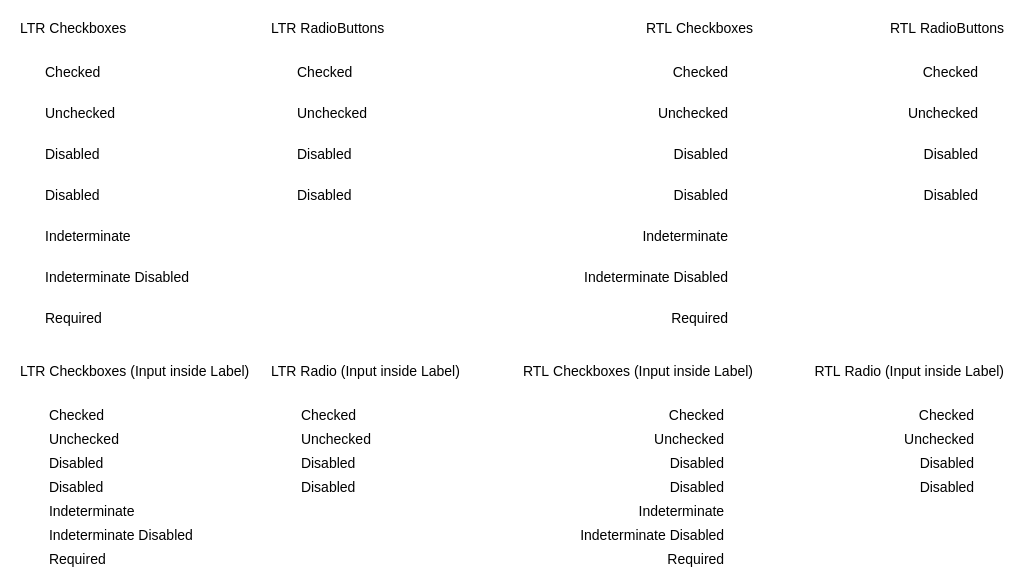 LTR Checkboxes LTR RadioButtons RTL Checkboxes RTL RadioButtons
Checked Checked Checked Checked
Unchecked Unchecked Unchecked Unchecked
Disabled Disabled Disabled Disabled
Disabled Disabled Disabled Disabled
Indeterminate Indeterminate
Indeterminate Disabled Indeterminate Disabled
Required Required
LTR Checkboxes (Input inside Label) LTR Radio (Input inside Label) RTL Checkboxes (Input inside Label) RTL Radio (Input inside Label)
Checked Checked Checked Checked
Unchecked Unchecked Unchecked Unchecked
Disabled Disabled Disabled Disabled
Disabled Disabled Disabled Disabled
Indeterminate Indeterminate
Indeterminate Disabled Indeterminate Disabled
Required Required